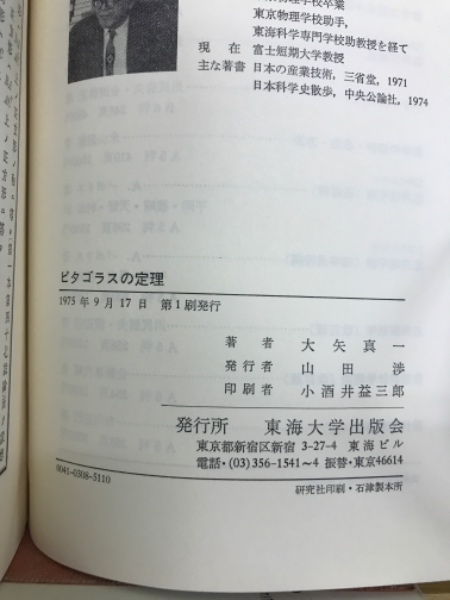 東京物理学校助手,
東海科学専門学校助教授を経て
現在 富士短期大学教授
主な著書 日本の産業技術, 三省堂, 1971
日本科学史散歩, 中央公論社, 1974
ピタゴラスの定理
1975年9月17日 第1刷発行
著者 大矢真一
発行者 山田渉
印刷者 小酒井益三郎
発行所 東海大学出版会
東京都新宿区新宿 3-27-4 東海ビル
電話・(03)356-1541~4 振替・東京46614
0041-0308-5110
研究社印刷・石津製本所